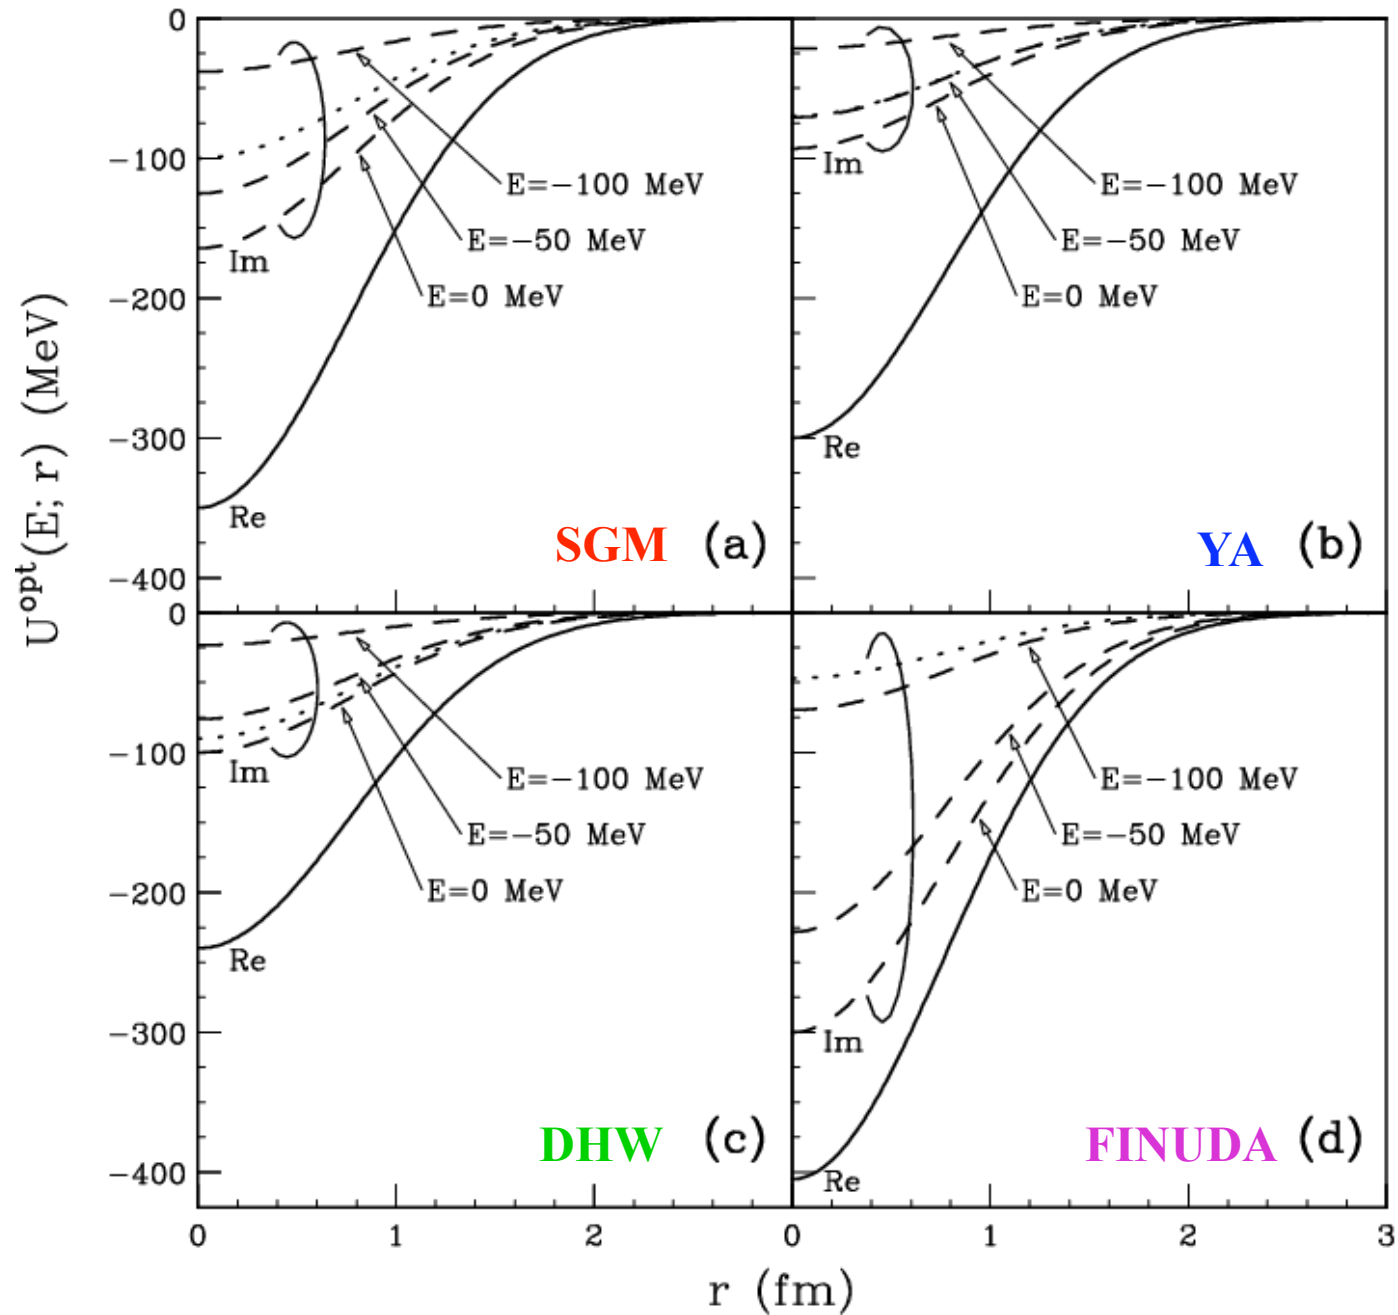 U^opt(E; r) (MeV)
0
−100
−200
−300
−400
E=−100 MeV
E=−50 MeV
E=0 MeV
Im
Re
SGM (a)
E=−100 MeV
E=−50 MeV
E=0 MeV
Im
Re
YA (b)
0
−100
−200
−300
−400
E=−100 MeV
E=−50 MeV
E=0 MeV
Im
Re
DHW (c)
E=−100 MeV
E=−50 MeV
E=0 MeV
Im
Re
FINUDA (d)
0 1 2 0 1 2 3
r (fm)